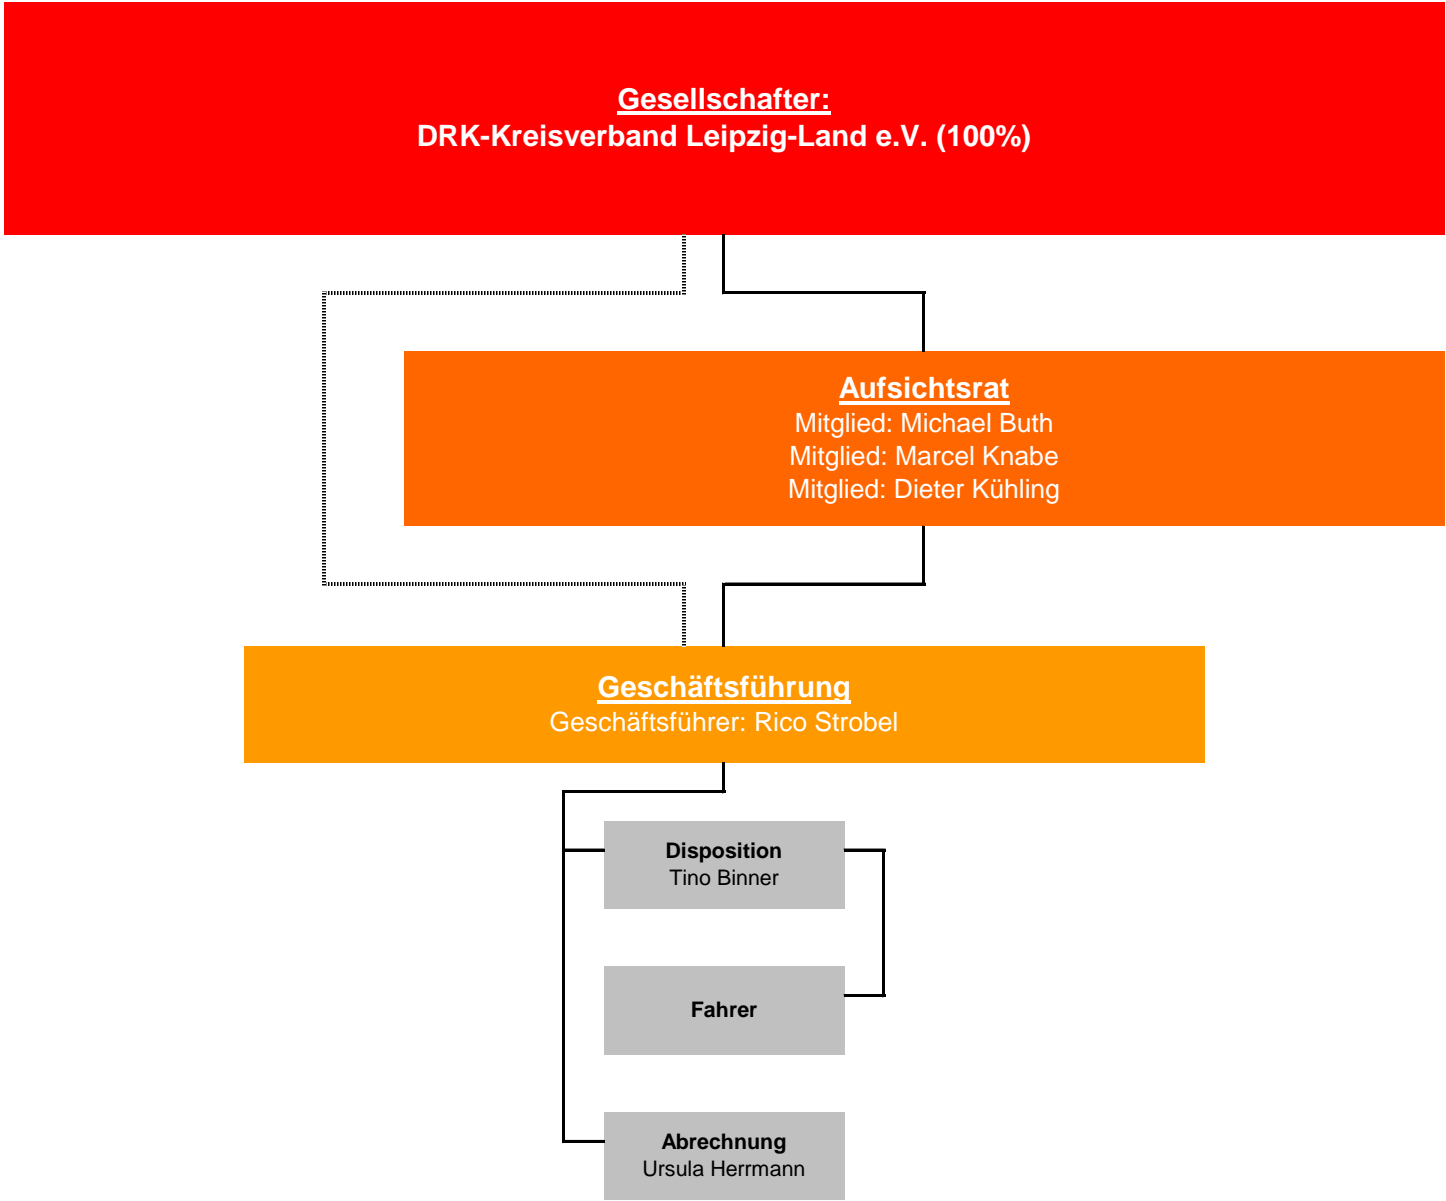 Gesellschafter:
DRK-Kreisverband Leipzig-Land e.V. (100%)
Aufsichtsrat
Mitglied: Michael Buth
Mitglied: Marcel Knabe
Mitglied: Dieter Kühling
Geschäftsführung
Geschäftsführer: Rico Strobel
Disposition
Tino Binner
Fahrer
Abrechnung
Ursula Herrmann